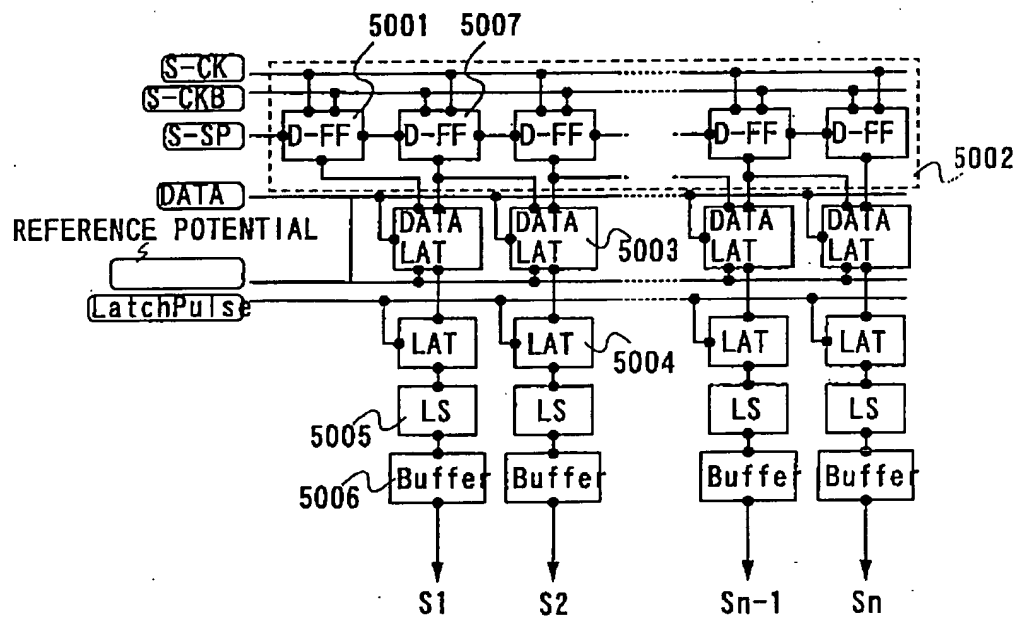 5001 5007
S-CK
S-CKB
S-SP
D-FF D-FF D-FF D-FF D-FF
5002
DATA
REFERENCE POTENTIAL
DATA LAT DATA LAT 5003 DATA LAT DATA LAT
LatchPulse
LAT LAT 5004 LAT LAT
5005 LS LS LS LS
5006 Buffer Buffer Buffer Buffer
S1 S2 Sn-1 Sn